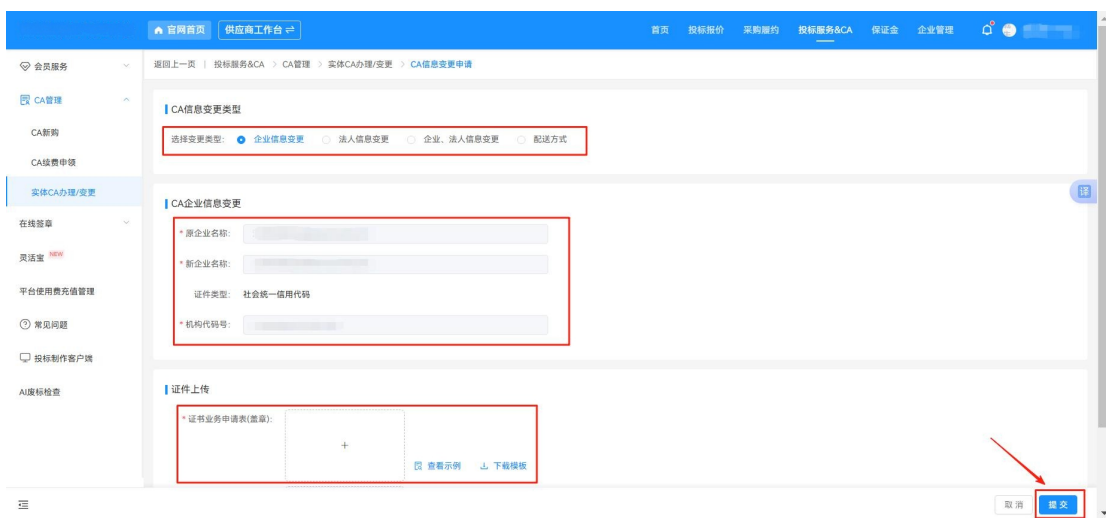 官网首页 供应商工作台 首页 投标报价 采购履约 投标服务&CA 保证金 企业管理
会员服务
返回上一页 | 投标服务&CA > CA管理 > 实体CA办理/变更 > CA信息变更申请
CA管理
CA信息变更类型
CA新购
选择变更类型: 企业信息变更 法人信息变更 企业、法人信息变更 配送方式
CA续费申领
实体CA办理/变更
译
CA企业信息变更
在线签章
* 原企业名称:
灵活宝 NEW
* 新企业名称:
平台使用费充值管理
证件类型: 社会统一信用代码
常见问题
* 机构代码号:
投标制作客户端
AI废标检查
证件上传
* 证书业务申请表(盖章):
+
查看示例 下载模板
取消 提交